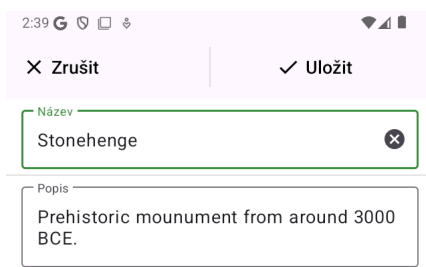 2:39 G
Zrušit
Uložit
Název
Stonehenge
Popis
Prehistoric mounument from around 3000
BCE.